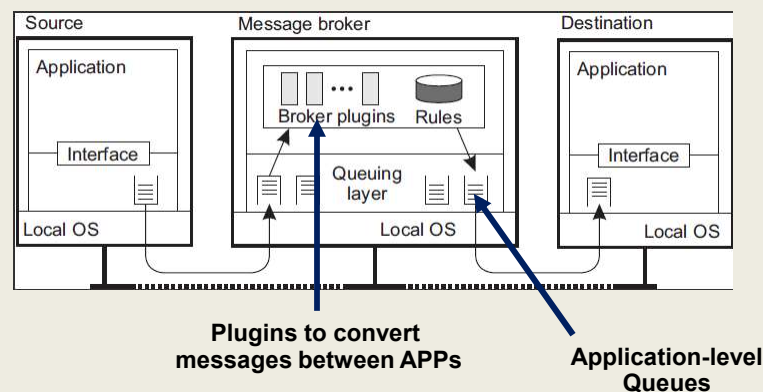 Source
Message broker
Destination
Application
Broker plugins
Rules
Application
Interface
Queuing
layer
Interface
Local OS
Local OS
Local OS
Plugins to convert
messages between APPs
Application-level
Queues